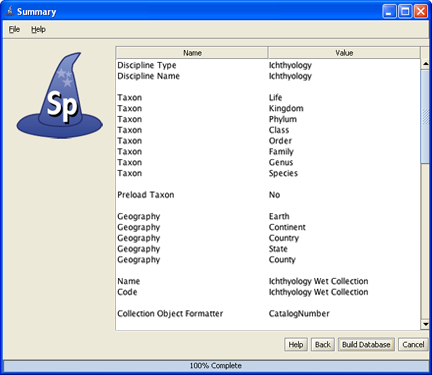 Summary
File Help
Sp
Name Value
Discipline Type Ichthyology
Discipline Name Ichthyology
Taxon Life
Taxon Kingdom
Taxon Phylum
Taxon Class
Taxon Order
Taxon Family
Taxon Genus
Taxon Species
Preload Taxon No
Geography Earth
Geography Continent
Geography Country
Geography State
Geography County
Name Ichthyology Wet Collection
Code Ichthyology Wet Collection
Collection Object Formatter CatalogNumber
Help Back Build Database Cancel
100% Complete